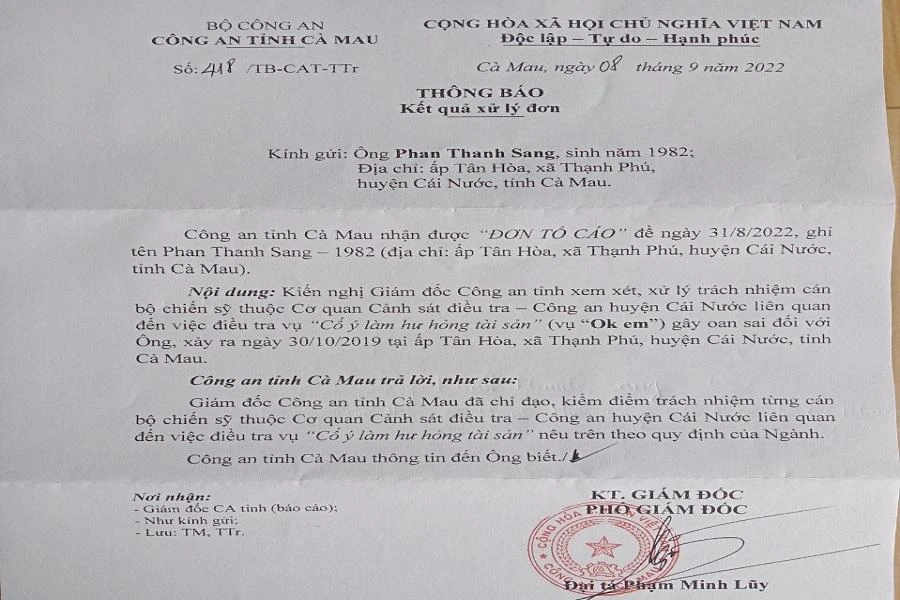 BỘ CÔNG AN
CÔNG AN TỈNH CÀ MAU
Số: 418 /TB-CAT-TTr
CỘNG HÒA XÃ HỘI CHỦ NGHĨA VIỆT NAM
Độc lập – Tự do – Hạnh phúc
Cà Mau, ngày 08 tháng 9 năm 2022
THÔNG BÁO
Kết quả xử lý đơn
Kính gửi: Ông Phan Thanh Sang, sinh năm 1982;
Địa chỉ: ấp Tân Hòa, xã Thạnh Phú,
huyện Cái Nước, tỉnh Cà Mau.
Công an tỉnh Cà Mau nhận được “ĐƠN TỐ CÁO” đề ngày 31/8/2022, ghi
tên Phan Thanh Sang – 1982 (địa chỉ: ấp Tân Hòa, xã Thạnh Phú, huyện Cái Nước,
tỉnh Cà Mau).
Nội dung: Kiến nghị Giám đốc Công an tỉnh xem xét, xử lý trách nhiệm cán
bộ chiến sỹ thuộc Cơ quan Cảnh sát điều tra – Công an huyện Cái Nước liên quan
đến việc điều tra vụ “Cố ý làm hư hỏng tài sản” (vụ “Ok em”) gây oan sai đối với
Ông, xảy ra ngày 30/10/2019 tại ấp Tân Hòa, xã Thạnh Phú, huyện Cái Nước, tỉnh
Cà Mau.
Công an tỉnh Cà Mau trả lời, như sau:
Giám đốc Công an tỉnh Cà Mau đã chỉ đạo, kiểm điểm trách nhiệm từng cán
bộ chiến sỹ thuộc Cơ quan Cảnh sát điều tra – Công an huyện Cái Nước liên quan
đến việc điều tra vụ “Cố ý làm hư hỏng tài sản” nêu trên theo quy định của Ngành.
Công an tỉnh Cà Mau thông tin đến Ông biết./.
Nơi nhận:
- Giám đốc CA tỉnh (báo cáo);
- Như kính gửi;
- Lưu: TM, TTr.
KT. GIÁM ĐỐC
PHÓ GIÁM ĐỐC
Đại tá Phạm Minh Lũy